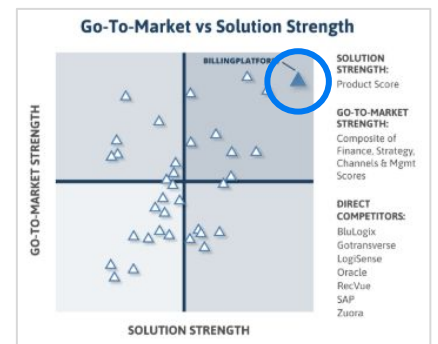 Go-To-Market vs Solution Strength
BILLINGPLATFORM
GO-TO-MARKET STRENGTH
SOLUTION STRENGTH
SOLUTION
STRENGTH:
Product Score
GO-TO-MARKET
STRENGTH:
Composite of
Finance, Strategy,
Channels & Mgmt
Scores
DIRECT
COMPETITORS:
BluLogix
Gotransverse
LogiSense
Oracle
RecVue
SAP
Zuora